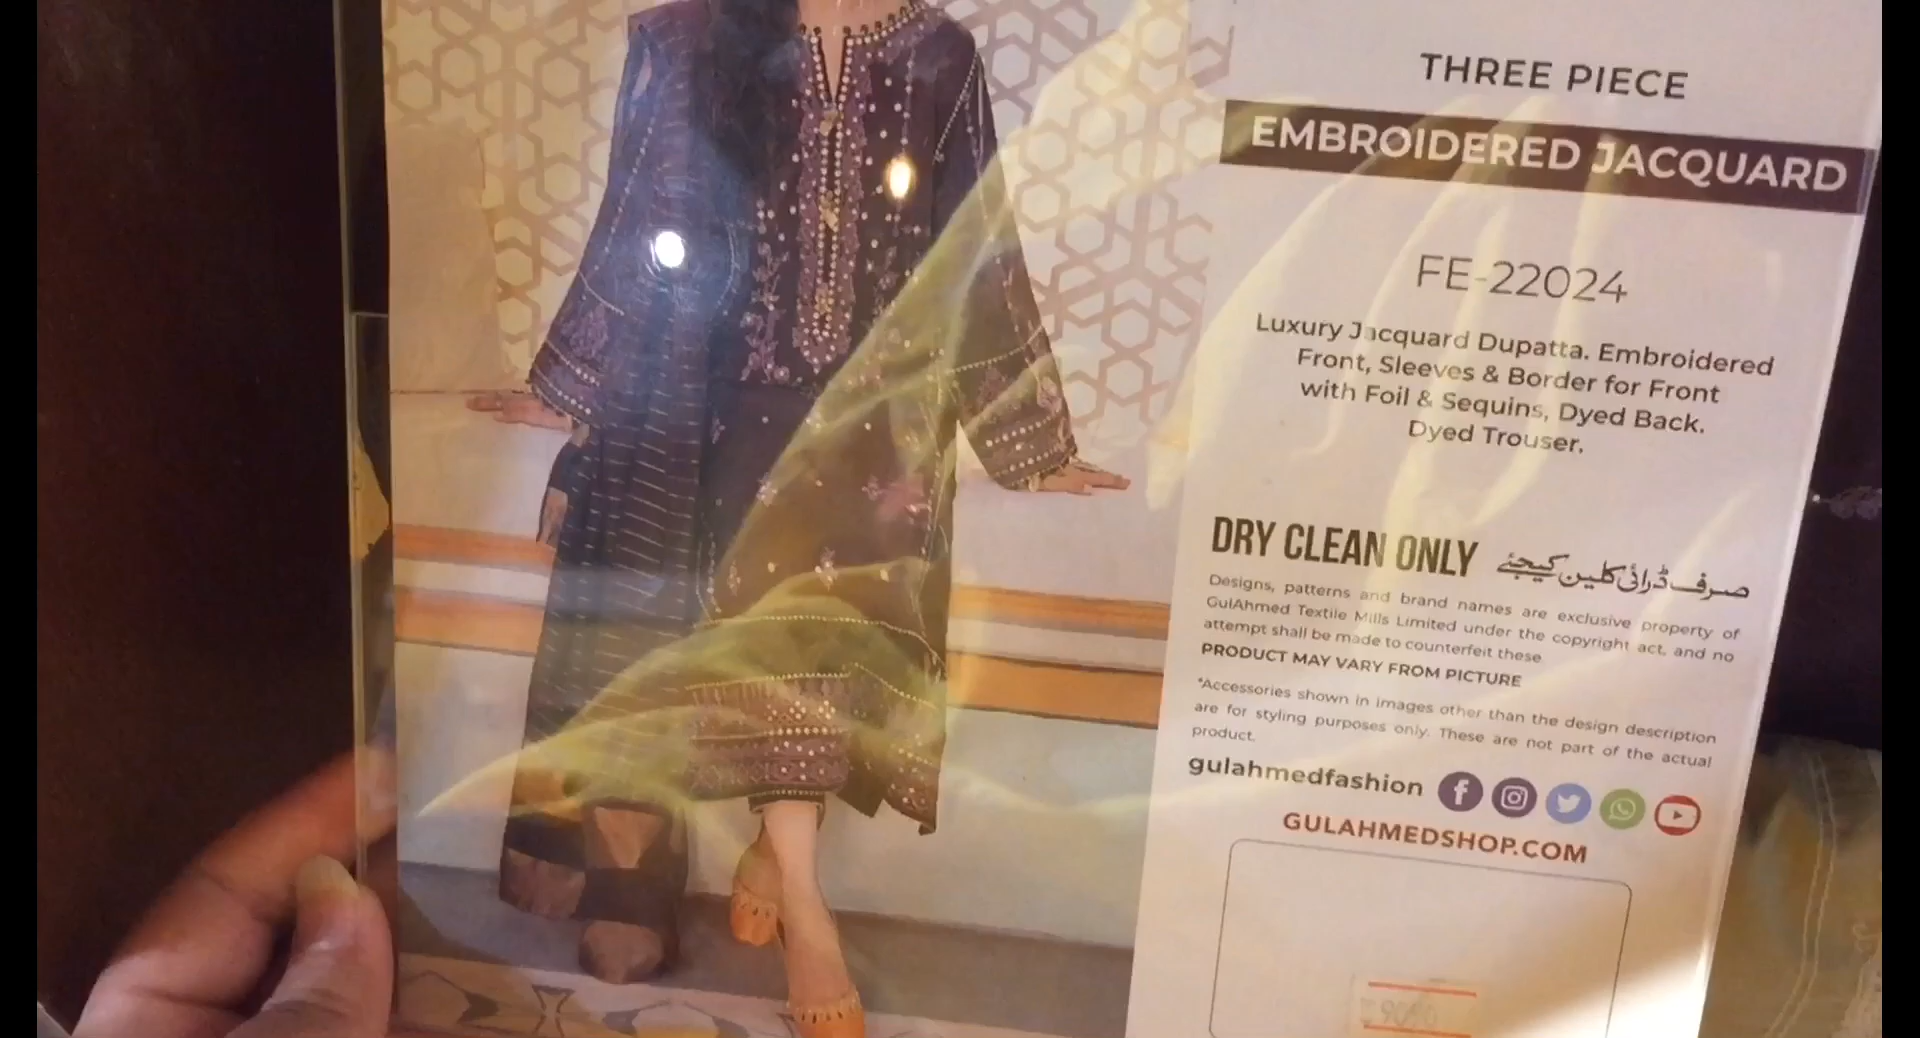 THREE PIECE
EMBROIDERED JACQUARD
FE-22024
Luxury Jacquard Dupatta. Embroidered
Front, Sleeves & Border for Front
with Foil & Sequins, Dyed Back.
Dyed Trouser.
DRY CLEAN ONLY صرف ڈرائی کلین کیجئے
Designs, patterns and brand names are exclusive property of
GulAhmed Textile Mills Limited under the copyright act, and no
attempt shall be made to counterfeit these
PRODUCT MAY VARY FROM PICTURE
*Accessories shown in images other than the design description
are for styling purposes only. These are not part of the actual
product.
gulahmedfashion
GULAHMEDSHOP.COM